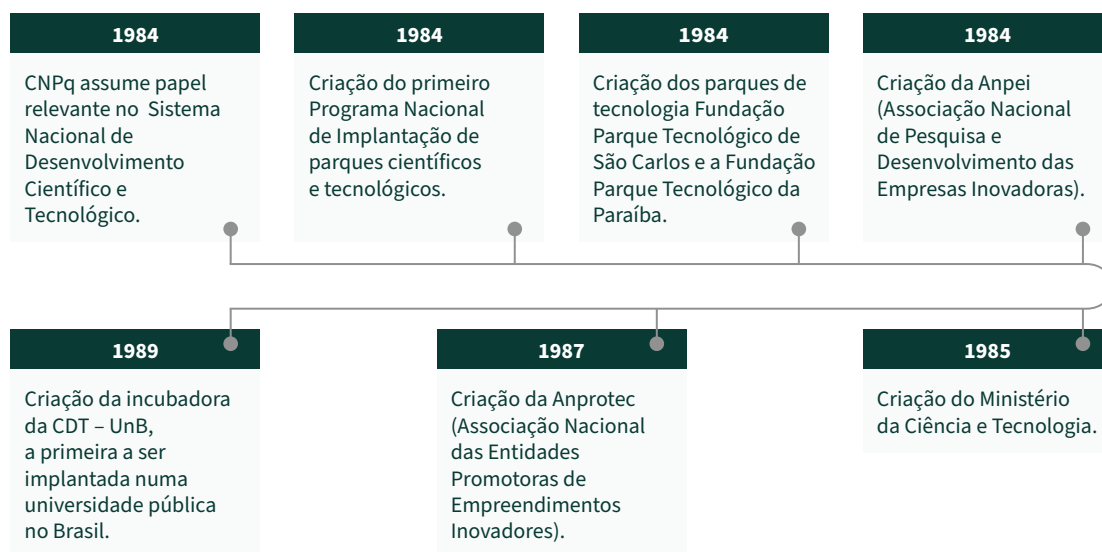 1984
CNPq assume papel
relevante no Sistema
Nacional de
Desenvolvimento
Científico e
Tecnológico.
1984
Criação do primeiro
Programa Nacional
de Implantação de
parques científicos
e tecnológicos.
1984
Criação dos parques de
tecnologia Fundação
Parque Tecnológico de
São Carlos e a Fundação
Parque Tecnológico da
Paraíba.
1984
Criação da Anpei
(Associação Nacional
de Pesquisa e
Desenvolvimento das
Empresas Inovadoras).
1985
Criação do Ministério
da Ciência e Tecnologia.
1987
Criação da Anprotec
(Associação Nacional
das Entidades
Promotoras de
Empreendimentos
Inovadores).
1989
Criação da incubadora
da CDT – UnB,
a primeira a ser
implantada numa
universidade pública
no Brasil.